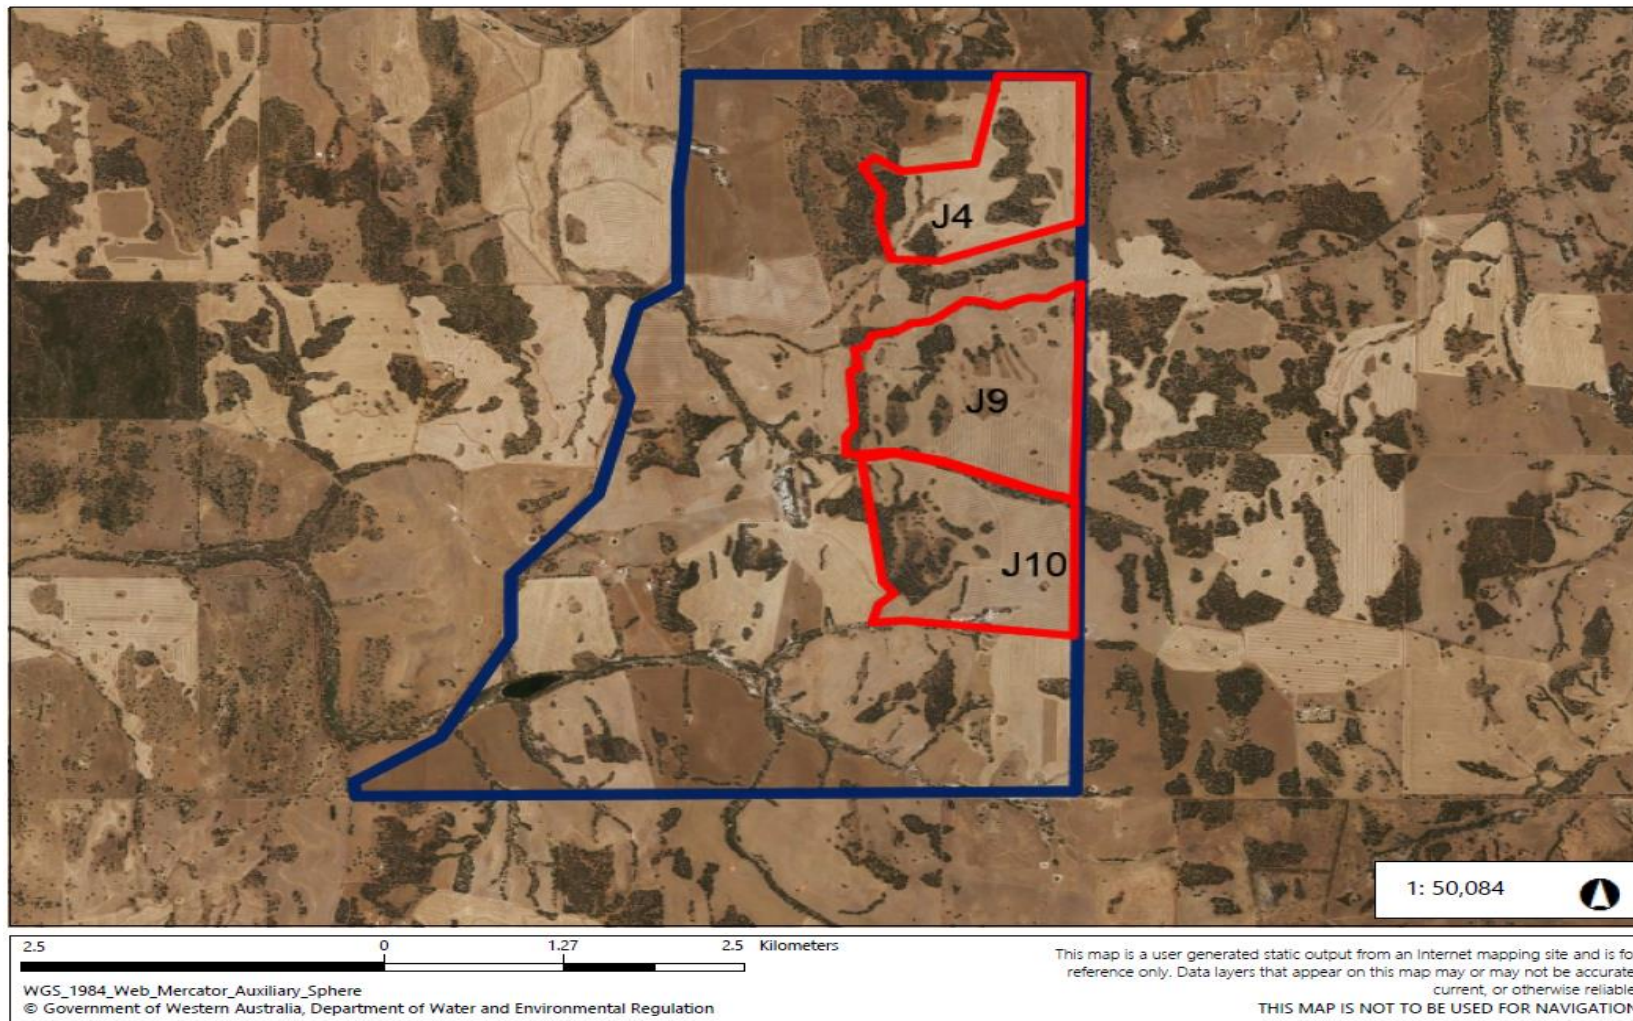 J4
J9
J10
1: 50,084
2.5 0 1.27 2.5 Kilometers
WGS_1984_Web_Mercator_Auxiliary_Sphere
© Government of Western Australia, Department of Water and Environmental Regulation
This map is a user generated static output from an Internet mapping site and is fo
reference only. Data layers that appear on this map may or may not be accurate
current, or otherwise reliable
THIS MAP IS NOT TO BE USED FOR NAVIGATION